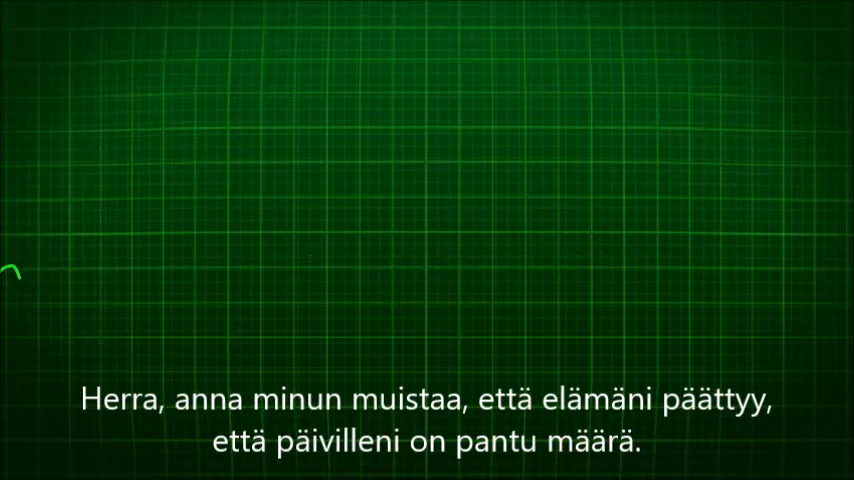 Herra, anna minun muistaa, että elämäni päättyy,
että päivilleni on pantu määrä.